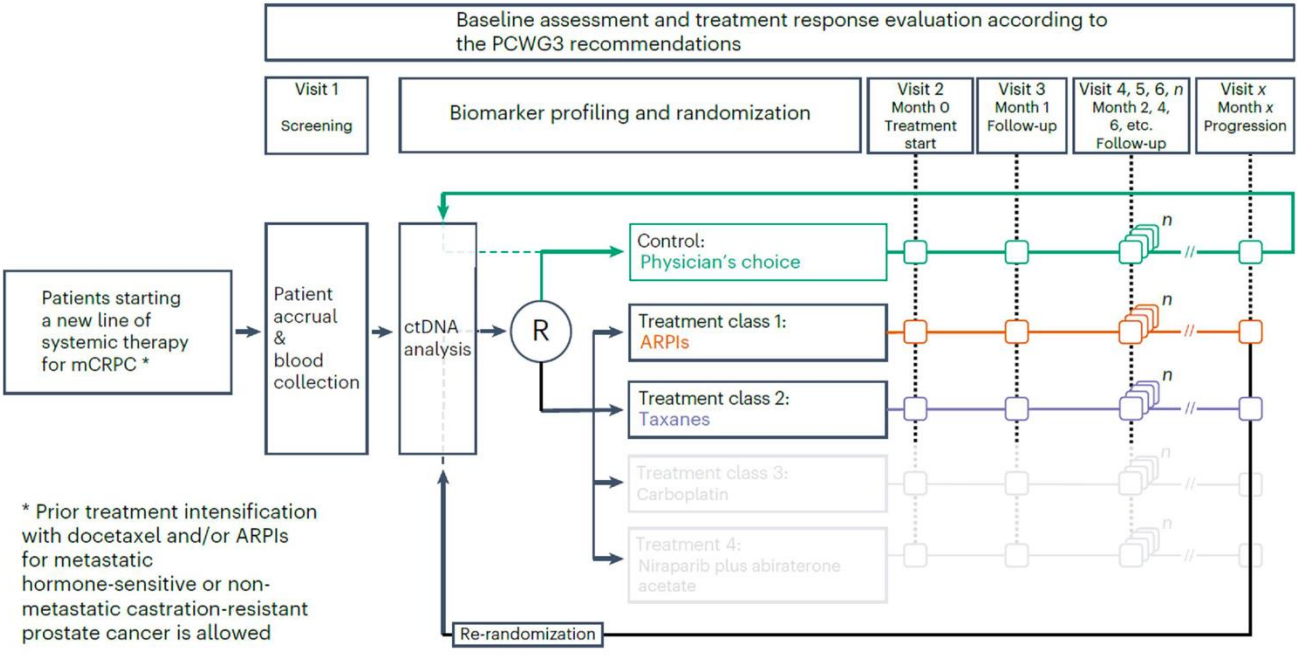 Baseline assessment and treatment response evaluation according to
the PCWG3 recommendations
Visit 1
Screening
Biomarker profiling and randomization
Visit 2
Month 0
Treatment
start
Visit 3
Month 1
Follow-up
Visit 4, 5, 6, n
Month 2, 4,
6, etc.
Follow-up
Visit x
Month x
Progression
Patients starting
a new line of
systemic therapy
for mCRPC *
Patient
accrual
&
blood
collection
ctDNA
analysis
R
Control:
Physician's choice
n
//
Treatment class 1:
ARPIs
n
//
Treatment class 2:
Taxanes
n
//
Treatment class 3:
Carboplatin
n
//
Treatment 4:
Niraparib plus abiraterone
acetate
n
//
* Prior treatment intensification
with docetaxel and/or ARPIs
for metastatic
hormone-sensitive or non-
metastatic castration-resistant
prostate cancer is allowed
Re-randomization